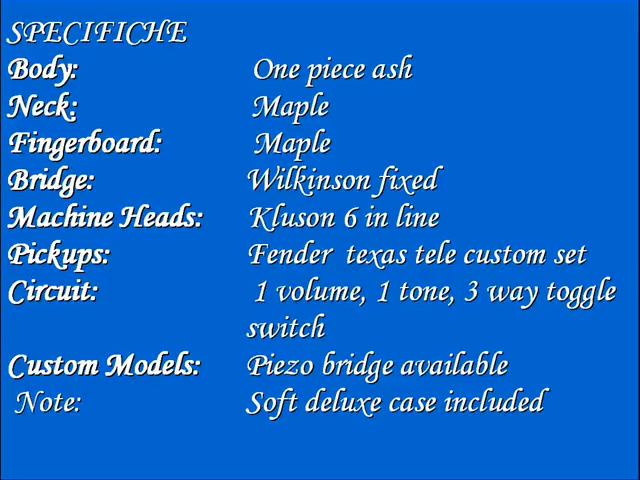 SPECIFICHE
Body: One piece ash
Neck: Maple
Fingerboard: Maple
Bridge: Wilkinson fixed
Machine Heads: Kluson 6 in line
Pickups: Fender texas tele custom set
Circuit: 1 volume, 1 tone, 3 way toggle
switch
Custom Models: Piezo bridge available
Note: Soft deluxe case included